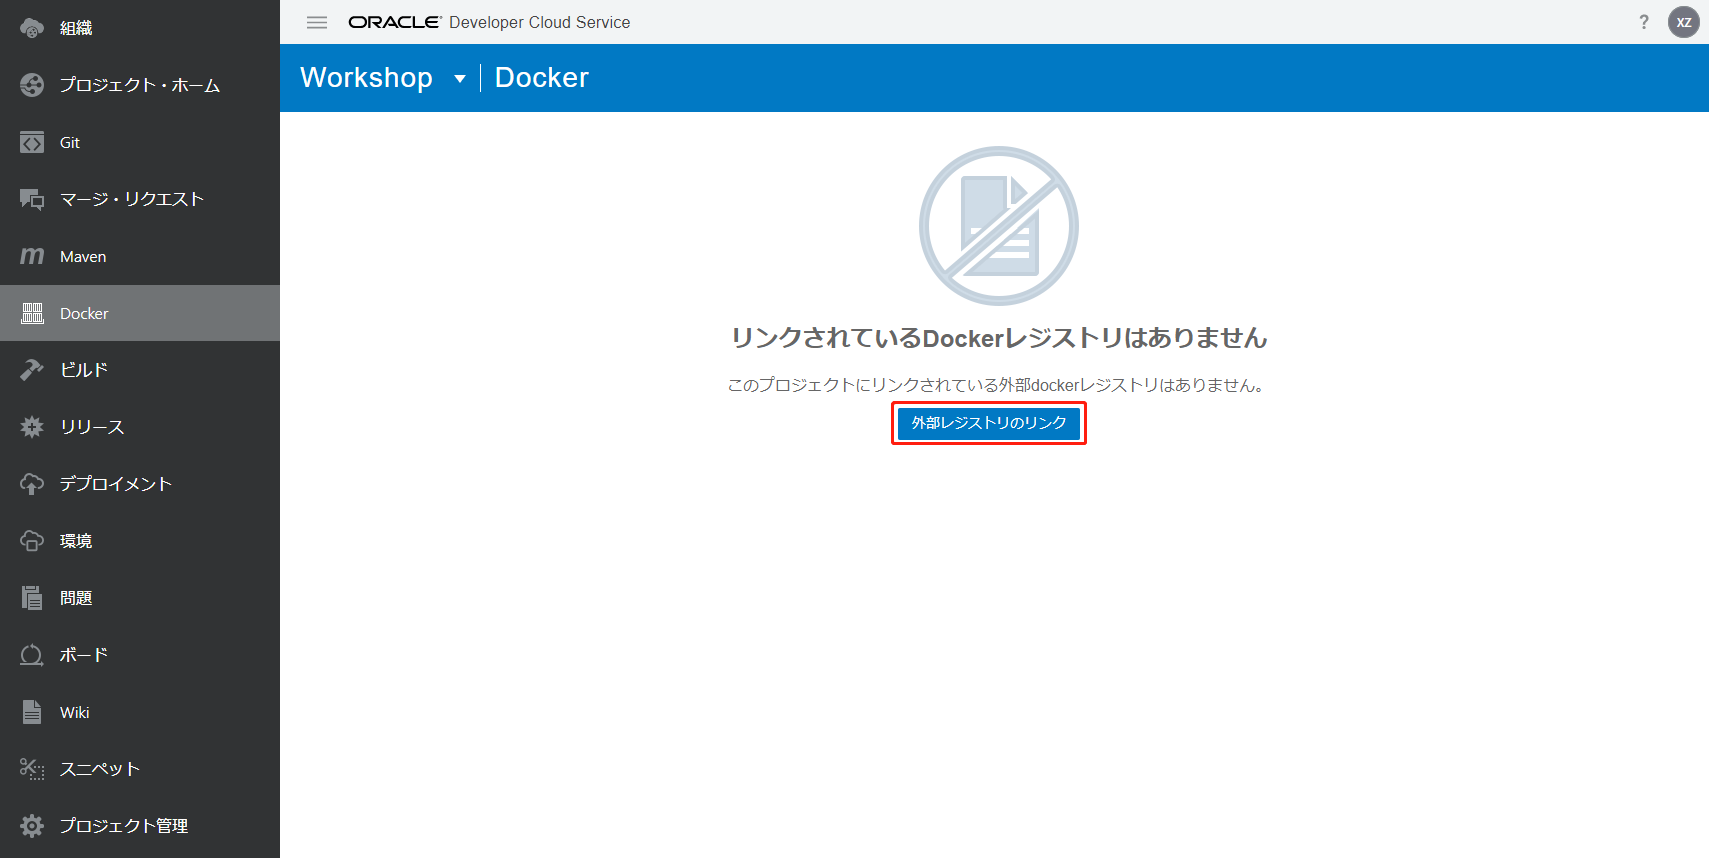 組織
プロジェクト・ホーム
Git
マージ・リクエスト
Maven
Docker
ビルド
リリース
デプロイメント
環境
問題
ボード
Wiki
スニペット
プロジェクト管理
ORACLE Developer Cloud Service
? XZ
Workshop Docker
リンクされているDockerレジストリはありません
このプロジェクトにリンクされている外部dockerレジストリはありません。
外部レジストリのリンク